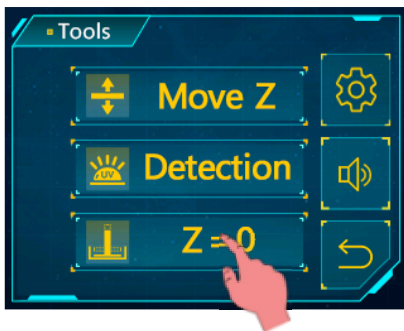 Tools
Move Z
UV
Detection
Z = 0